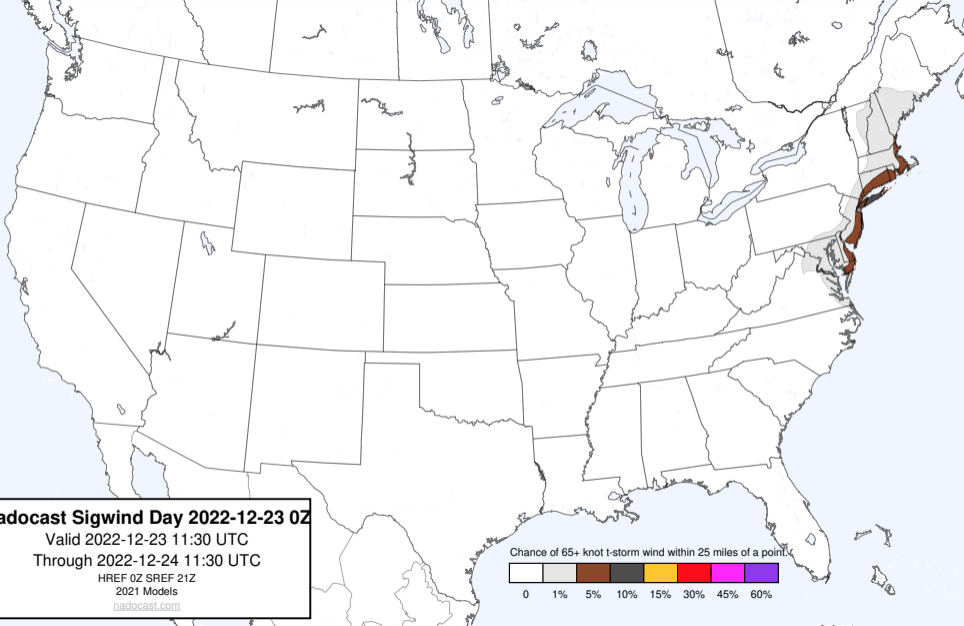 adocast Sigwind Day 2022-12-23 0Z
Valid 2022-12-23 11:30 UTC
Through 2022-12-24 11:30 UTC
HREF 0Z SREF 21Z
2021 Models
nadocast.com
Chance of 65+ knot t-storm wind within 25 miles of a point.
0 1% 5% 10% 15% 30% 45% 60%